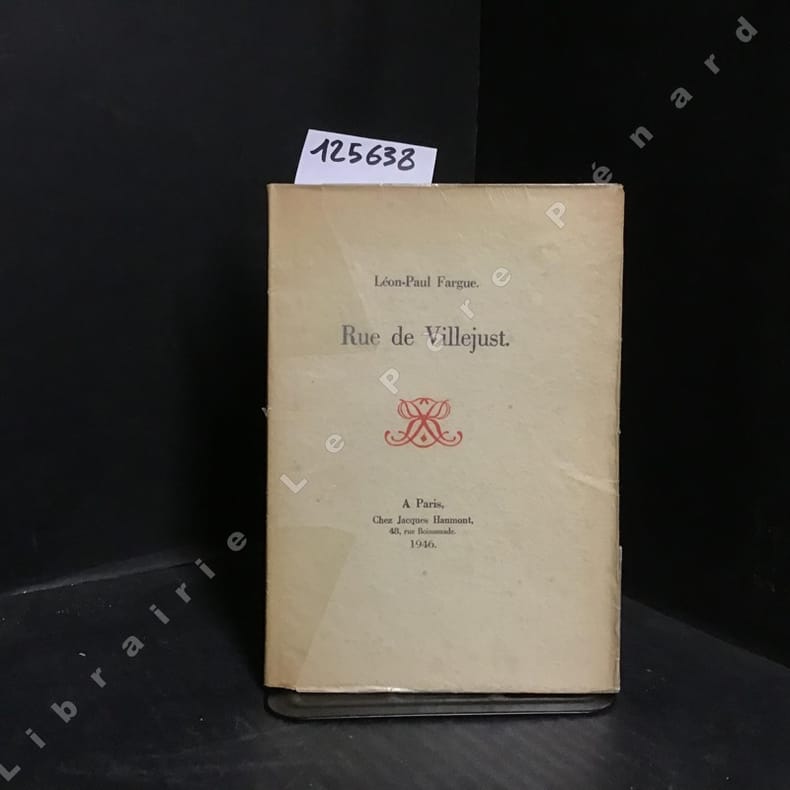 125638
Léon-Paul Fargue.
Rue de Villejust.
A Paris,
Chez Jacques Haumont,
48, rue Boissonade.
1946.
Librairie Le Père Pénard